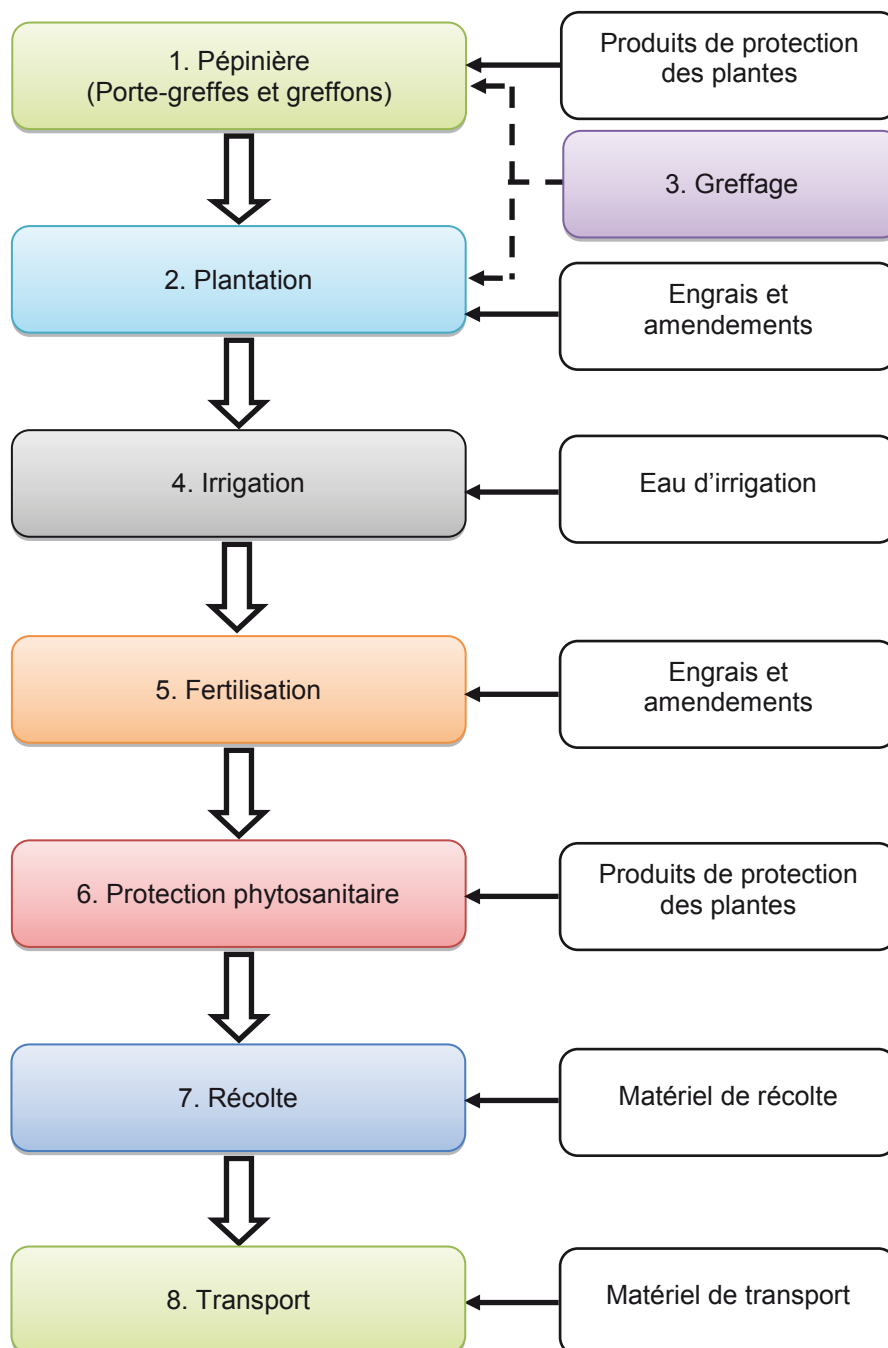 1. Pépinière
(Porte-greffes et greffons)
Produits de protection
des plantes
3. Greffage
2. Plantation
Engrais et
amendements
4. Irrigation
Eau d’irrigation
5. Fertilisation
Engrais et
amendements
6. Protection phytosanitaire
Produits de protection
des plantes
7. Récolte
Matériel de récolte
8. Transport
Matériel de transport